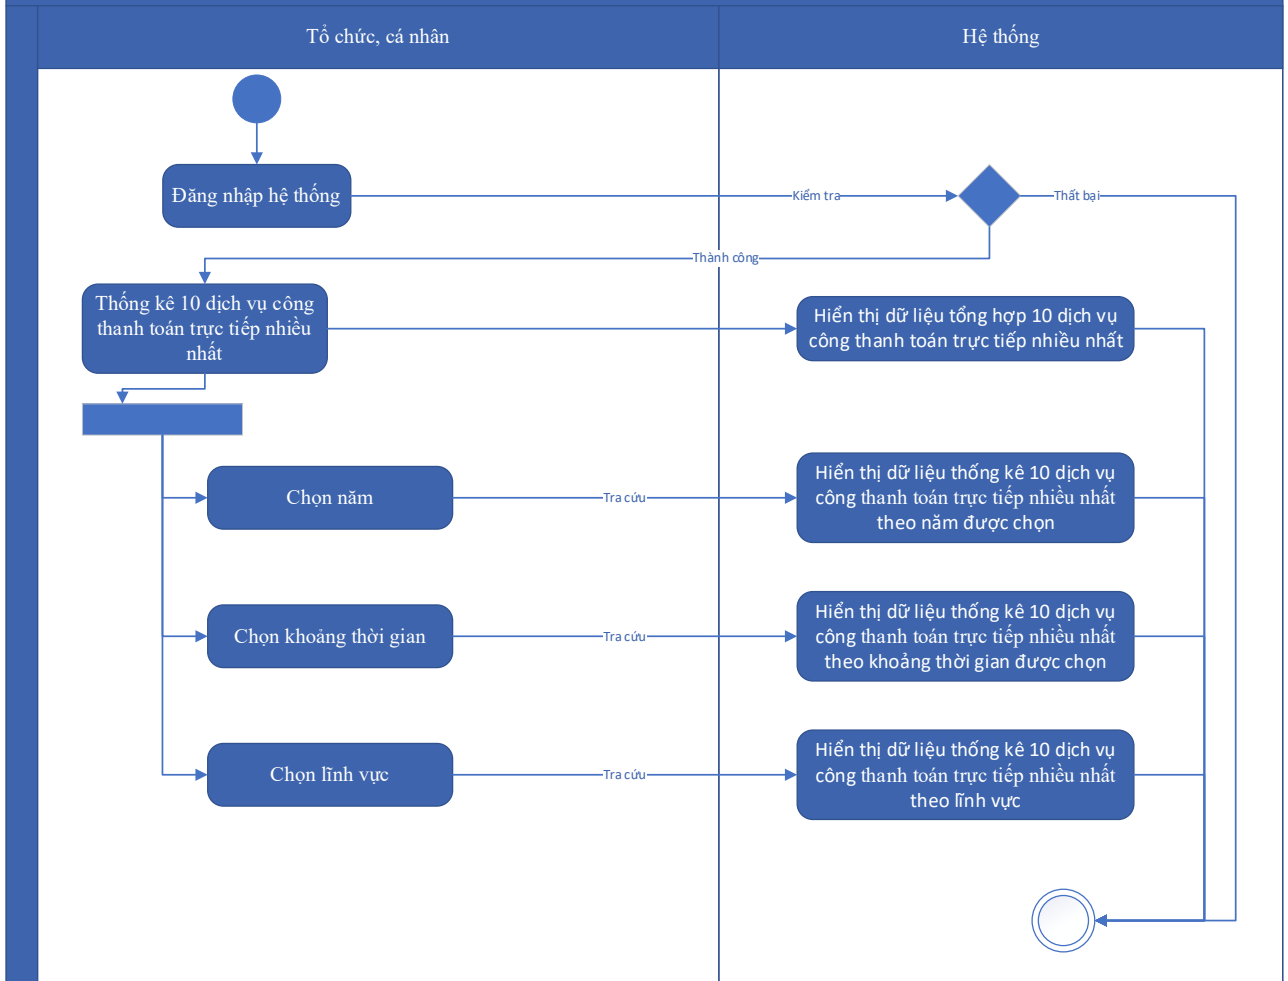 Tổ chức, cá nhân
Hệ thống
Đăng nhập hệ thống
Kiểm tra
Thất bại
Thành công
Thống kê 10 dịch vụ công
thanh toán trực tiếp nhiều
nhất
Hiển thị dữ liệu tổng hợp 10 dịch vụ
công thanh toán trực tiếp nhiều nhất
Chọn năm
Tra cứu
Hiển thị dữ liệu thống kê 10 dịch vụ
công thanh toán trực tiếp nhiều nhất
theo năm được chọn
Chọn khoảng thời gian
Tra cứu
Hiển thị dữ liệu thống kê 10 dịch vụ
công thanh toán trực tiếp nhiều nhất
theo khoảng thời gian được chọn
Chọn lĩnh vực
Tra cứu
Hiển thị dữ liệu thống kê 10 dịch vụ
công thanh toán trực tiếp nhiều nhất
theo lĩnh vực